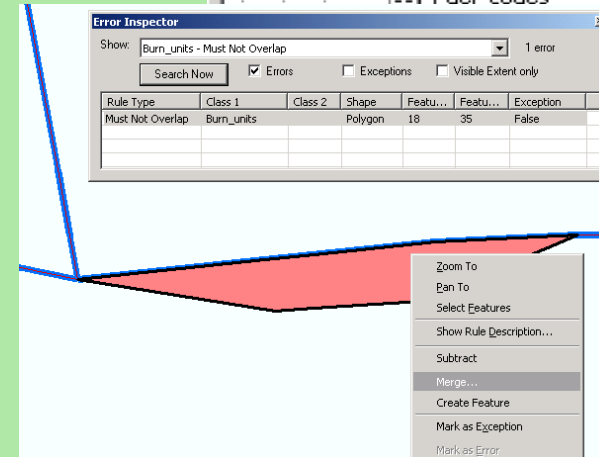 Fuel codes
Error Inspector
Show: Burn_units - Must Not Overlap 1 error
Search Now Errors Exceptions Visible Extent only
Rule Type Class 1 Class 2 Shape Featu... Featu... Exception
Must Not Overlap Burn_units Polygon 18 35 False
Zoom To
Pan To
Select Features
Show Rule Description...
Subtract
Merge...
Create Feature
Mark as Exception
Mark as Error